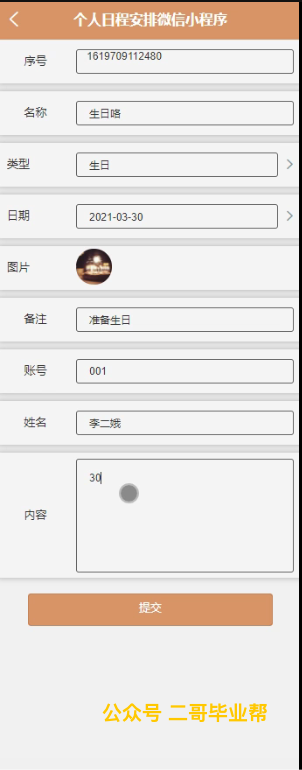 个人日程安排微信小程序
序号 1619709112480
名称 生日咯
类型 生日
日期 2021-03-30
图片
备注 准备生日
账号 001
姓名 李二娥
内容 30
提交
公众号 二哥毕业帮